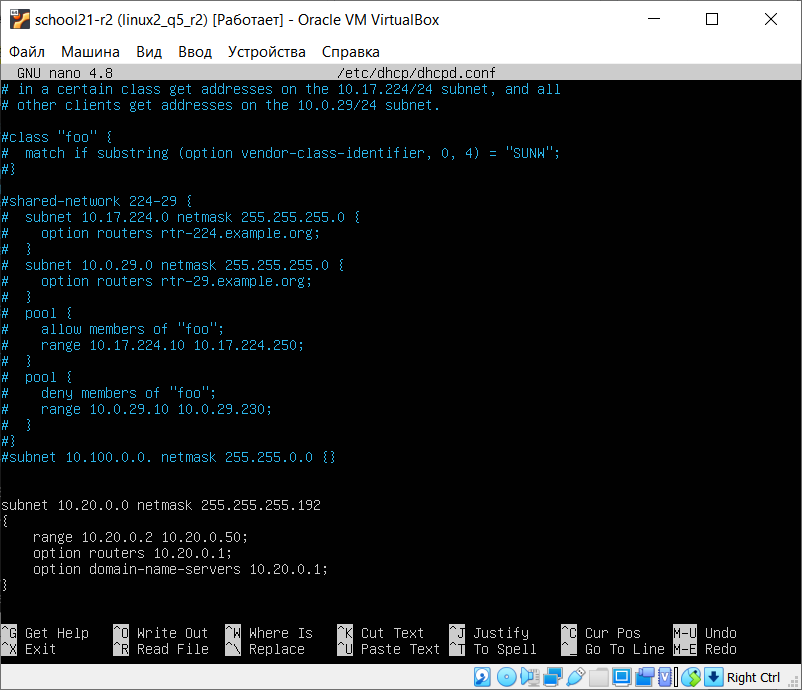 school21-r2 (linux2_q5_r2) [Работает] - Oracle VM VirtualBox
Файл Машина Вид Ввод Устройства Справка
GNU nano 4.8 /etc/dhcp/dhcpd.conf
# in a certain class get addresses on the 10.17.224/24 subnet, and all
# other clients get addresses on the 10.0.29/24 subnet.
#class "foo" {
#  match if substring (option vendor-class-identifier, 0, 4) = "SUNW";
#}
#shared-network 224-29 {
#  subnet 10.17.224.0 netmask 255.255.255.0 {
#    option routers rtr-224.example.org;
#  }
#  subnet 10.0.29.0 netmask 255.255.255.0 {
#    option routers rtr-29.example.org;
#  }
#  pool {
#    allow members of "foo";
#    range 10.17.224.10 10.17.224.250;
#  }
#  pool {
#    deny members of "foo";
#    range 10.0.29.10 10.0.29.230;
#  }
#}
#subnet 10.100.0.0. netmask 255.255.0.0 {}
subnet 10.20.0.0 netmask 255.255.255.192
{
    range 10.20.0.2 10.20.0.50;
    option routers 10.20.0.1;
    option domain-name-servers 10.20.0.1;
}
^G Get Help ^O Write Out ^W Where Is ^K Cut Text ^J Justify ^C Cur Pos M-U Undo
^X Exit ^R Read File ^\ Replace ^U Paste Text ^T To Spell ^_ Go To Line M-E Redo
Right Ctrl